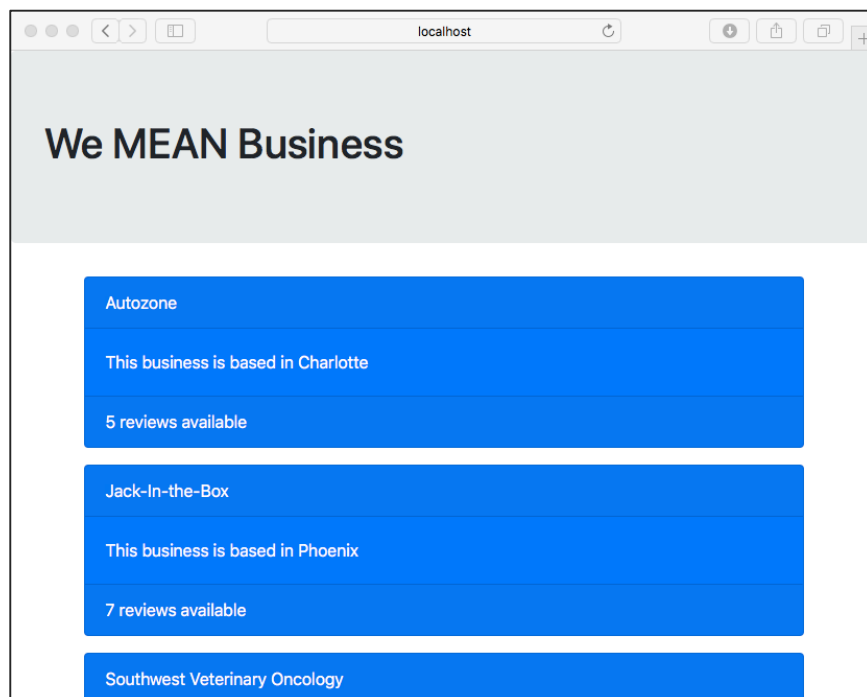 localhost
We MEAN Business
Autozone
This business is based in Charlotte
5 reviews available
Jack-In-the-Box
This business is based in Phoenix
7 reviews available
Southwest Veterinary Oncology